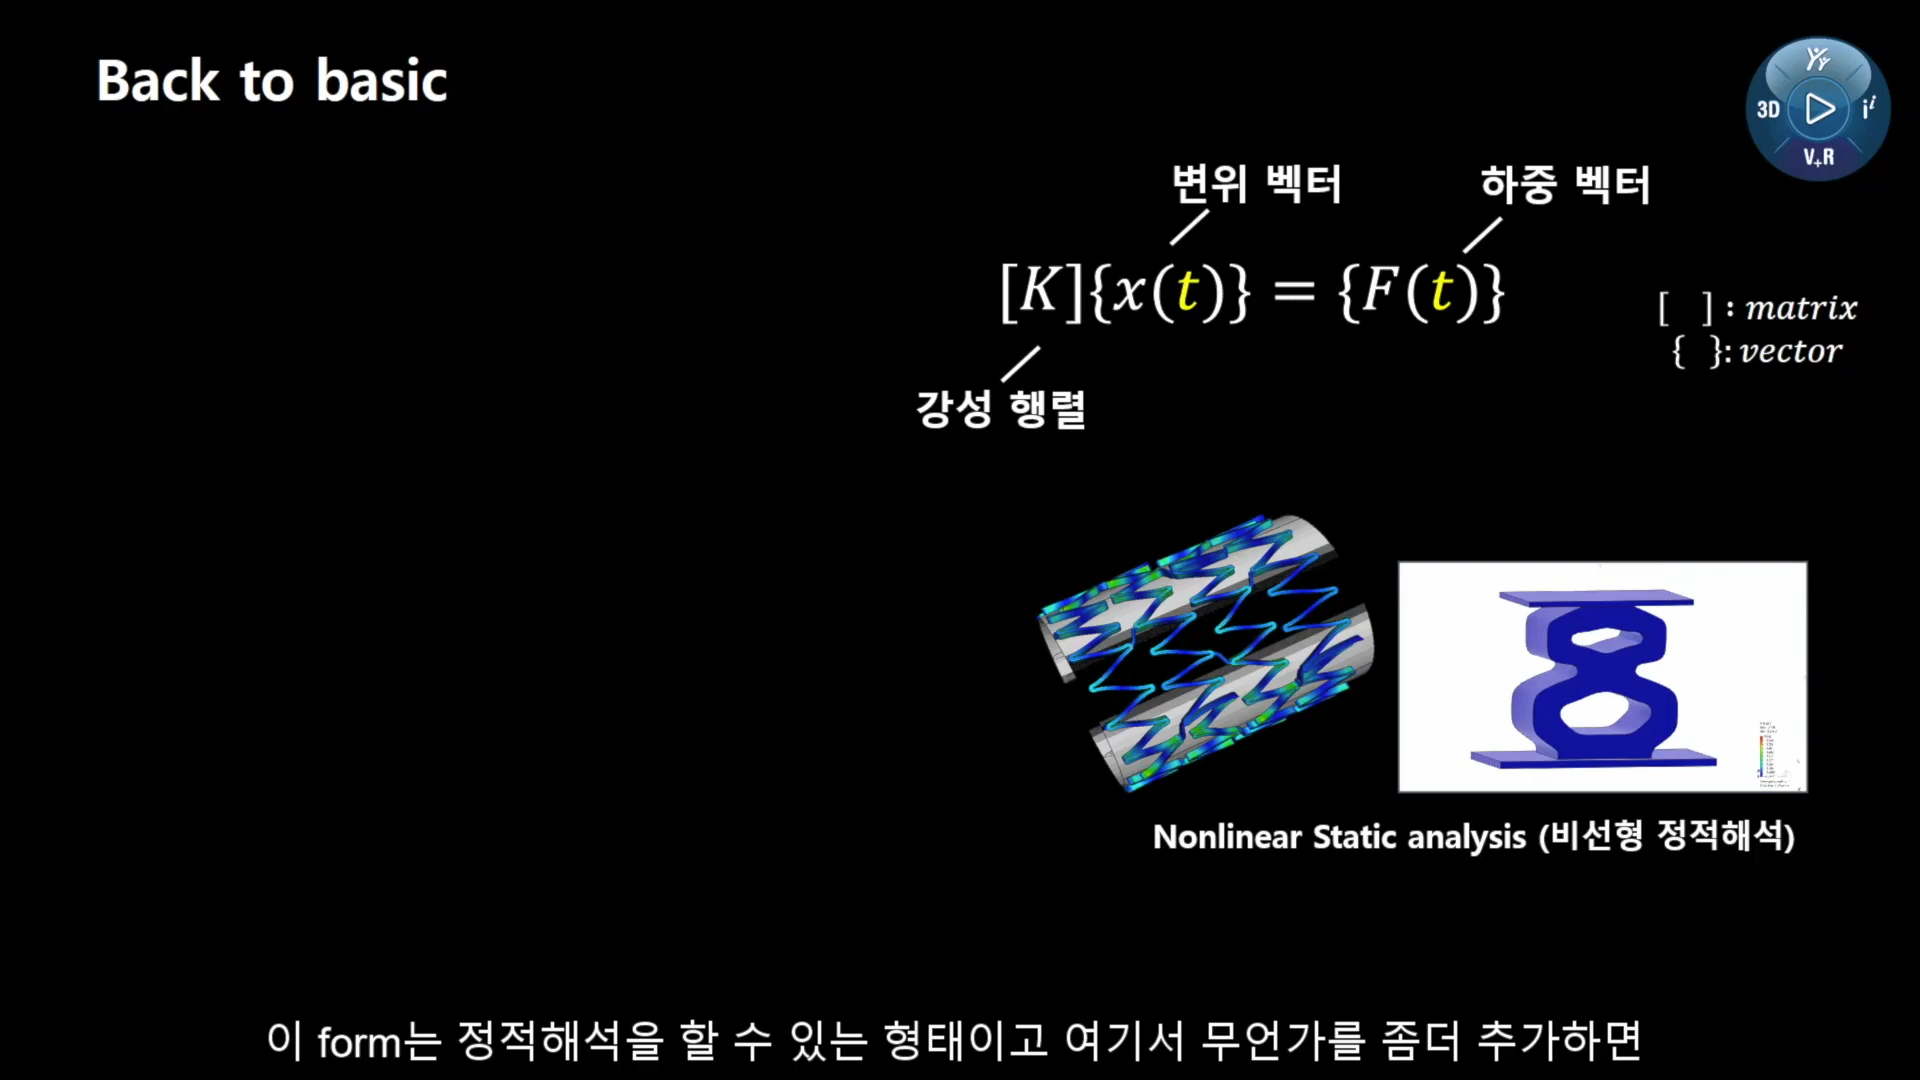 Back to basic
3D
i i
V+R
변위 벡터
하중 벡터
[K]{x(t)} = {F(t)}
[ ] : matrix
{ }: vector
강성 행렬
Nonlinear Static analysis (비선형 정적해석)
이 form는 정적해석을 할 수 있는 형태이고 여기서 무언가를 좀더 추가하면